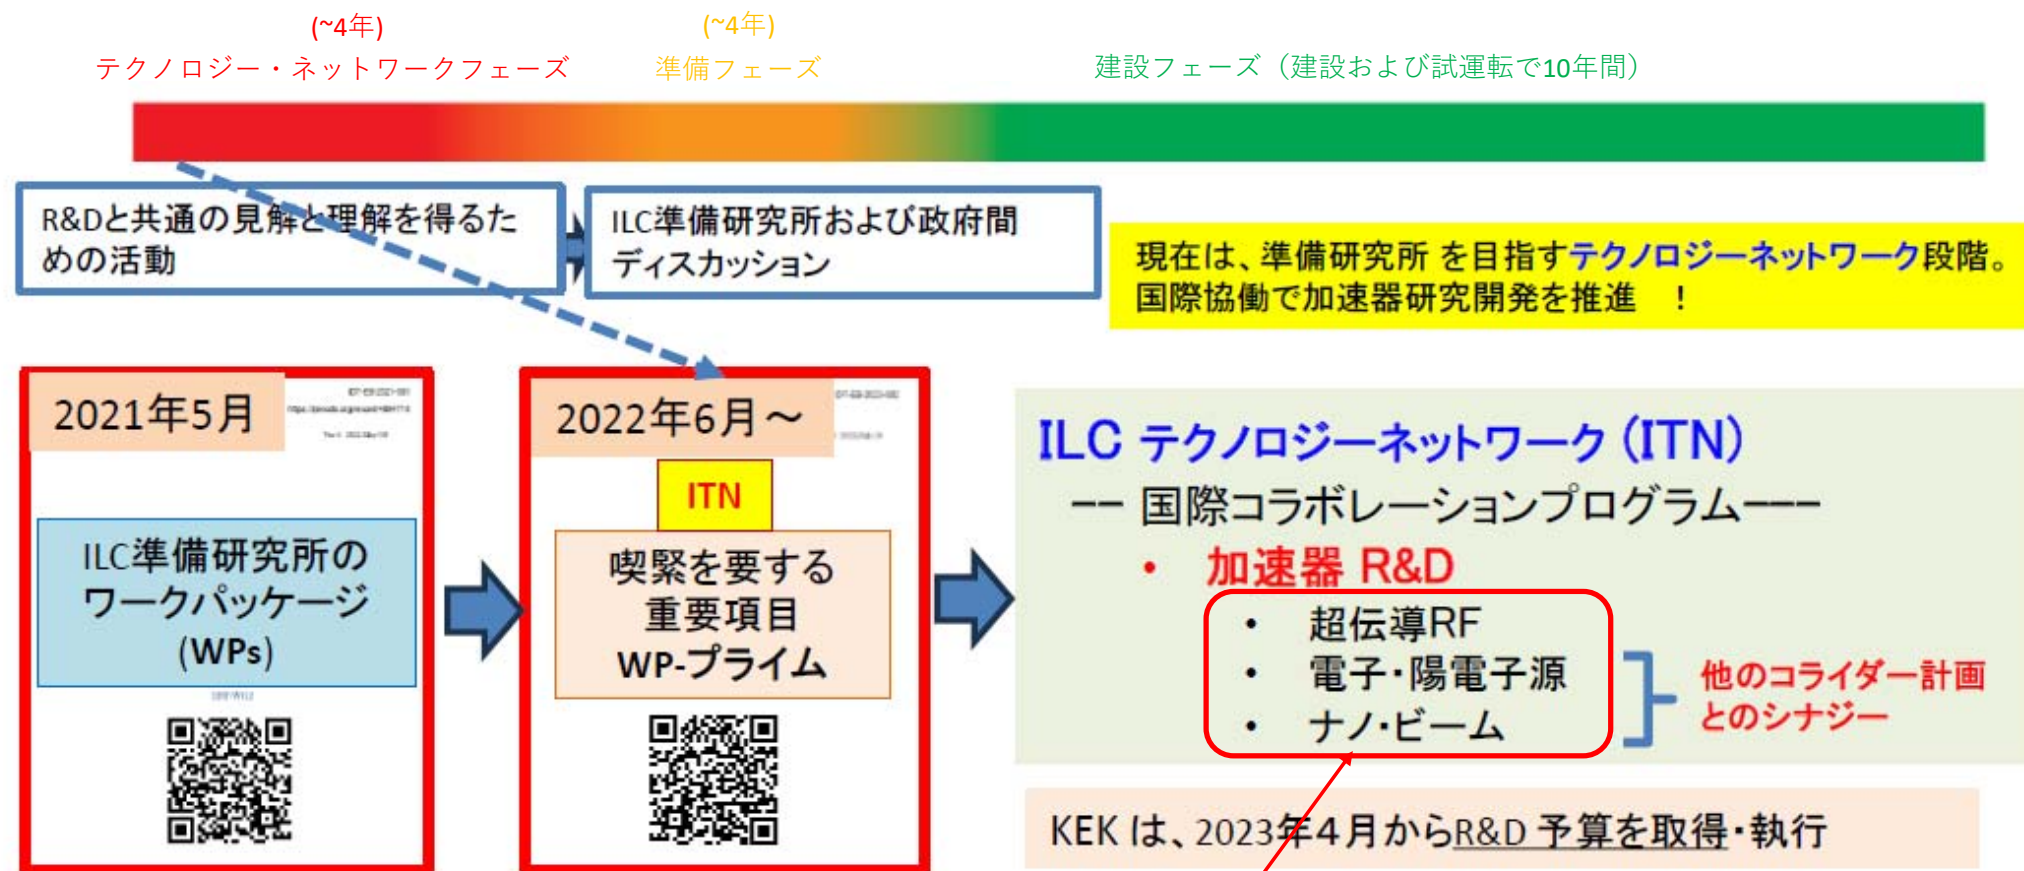 (~4年)
(~4年)
テクノロジー・ネットワークフェーズ
準備フェーズ
建設フェーズ（建設および試運転で10年間）
R&Dと共通の見解と理解を得るた
めの活動
ILC準備研究所および政府間
ディスカッション
現在は、準備研究所 を目指すテクノロジーネットワーク段階。
国際協働で加速器研究開発を推進　！
2021年5月
ILC準備研究所の
ワークパッケージ
(WPs)
2022年6月～
ITN
喫緊を要する
重要項目
WP-プライム
ILC テクノロジーネットワーク (ITN)
-- 国際コラボレーションプログラム---
• 加速器 R&D
• 超伝導RF
• 電子・陽電子源
• ナノ・ビーム
他のコライダー計画
とのシナジー
KEK は、2023年4月からR&D 予算を取得・執行